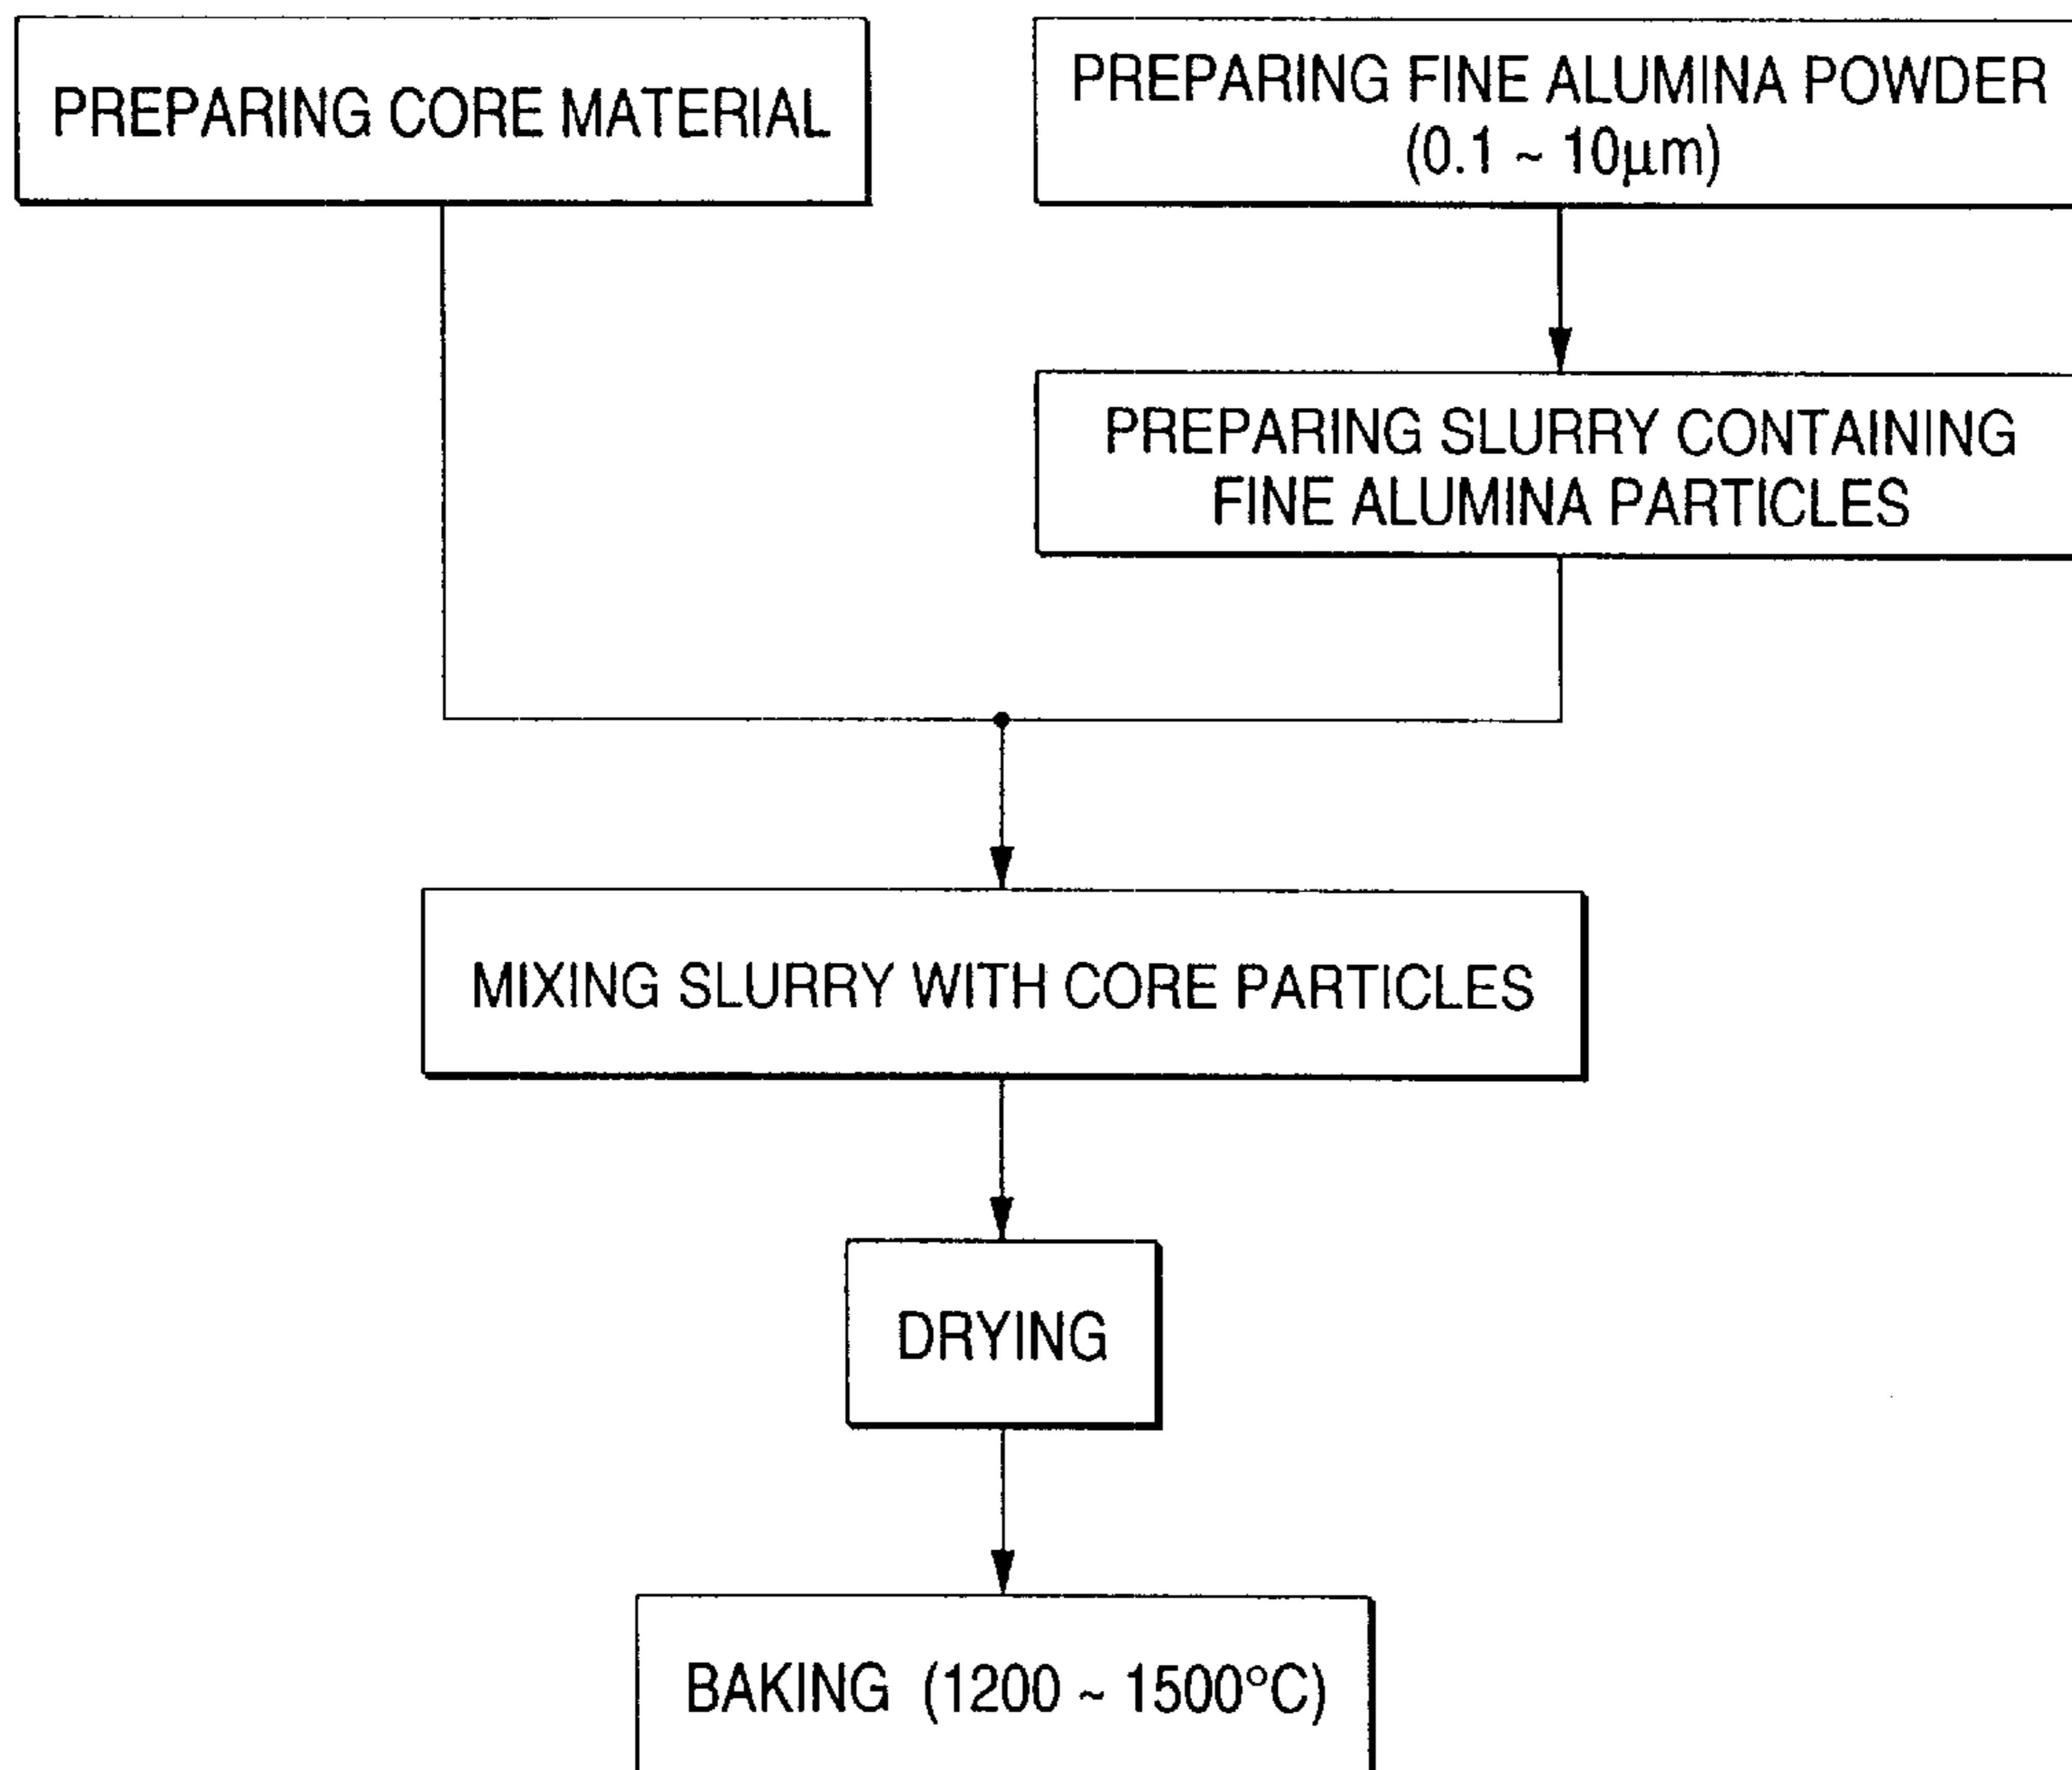 PREPARING CORE MATERIAL
PREPARING FINE ALUMINA POWDER
(0.1 ~ 10μm)
PREPARING SLURRY CONTAINING
FINE ALUMINA PARTICLES
MIXING SLURRY WITH CORE PARTICLES
DRYING
BAKING (1200 ~ 1500°C)